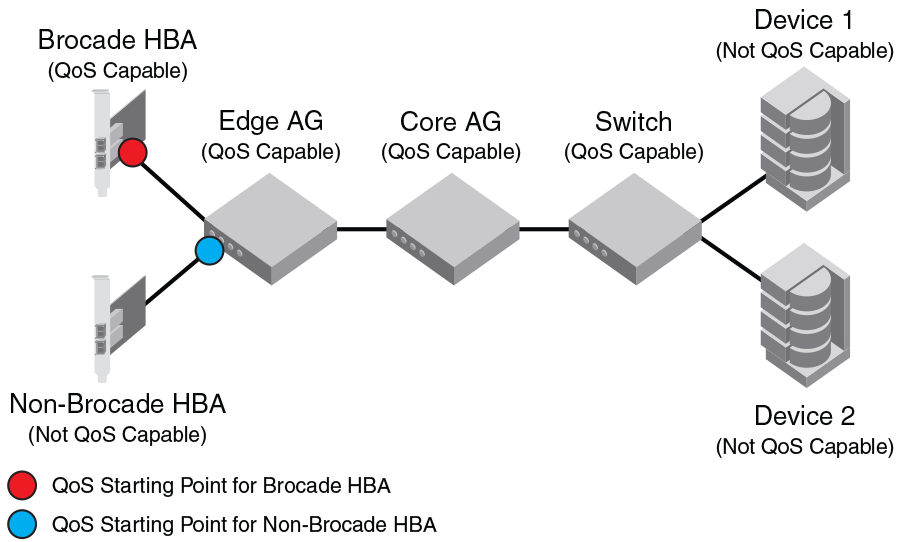 Brocade HBA
(QoS Capable)
Edge AG
(QoS Capable)
Core AG
(QoS Capable)
Switch
(QoS Capable)
Device 1
(Not QoS Capable)
Non-Brocade HBA
(Not QoS Capable)
Device 2
(Not QoS Capable)
QoS Starting Point for Brocade HBA
QoS Starting Point for Non-Brocade HBA